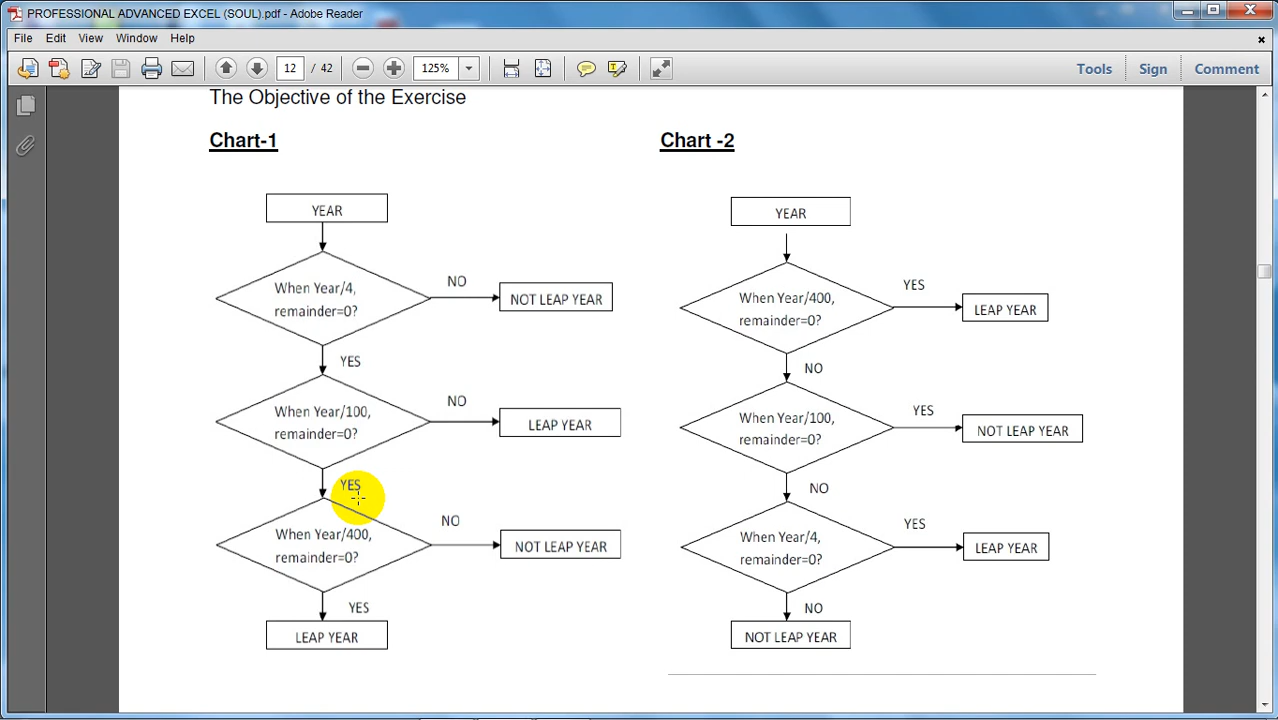 PROFESSIONAL ADVANCED EXCEL (SOUL).pdf - Adobe Reader
File Edit View Window Help
12 / 42 125% Tools Sign Comment
The Objective of the Exercise
Chart-1
YEAR
When Year/4,
remainder=0?
NO
NOT LEAP YEAR
YES
When Year/100,
remainder=0?
NO
LEAP YEAR
YES
When Year/400,
remainder=0?
NO
NOT LEAP YEAR
YES
LEAP YEAR
Chart -2
YEAR
When Year/400,
remainder=0?
YES
LEAP YEAR
NO
When Year/100,
remainder=0?
YES
NOT LEAP YEAR
NO
When Year/4,
remainder=0?
YES
LEAP YEAR
NO
NOT LEAP YEAR